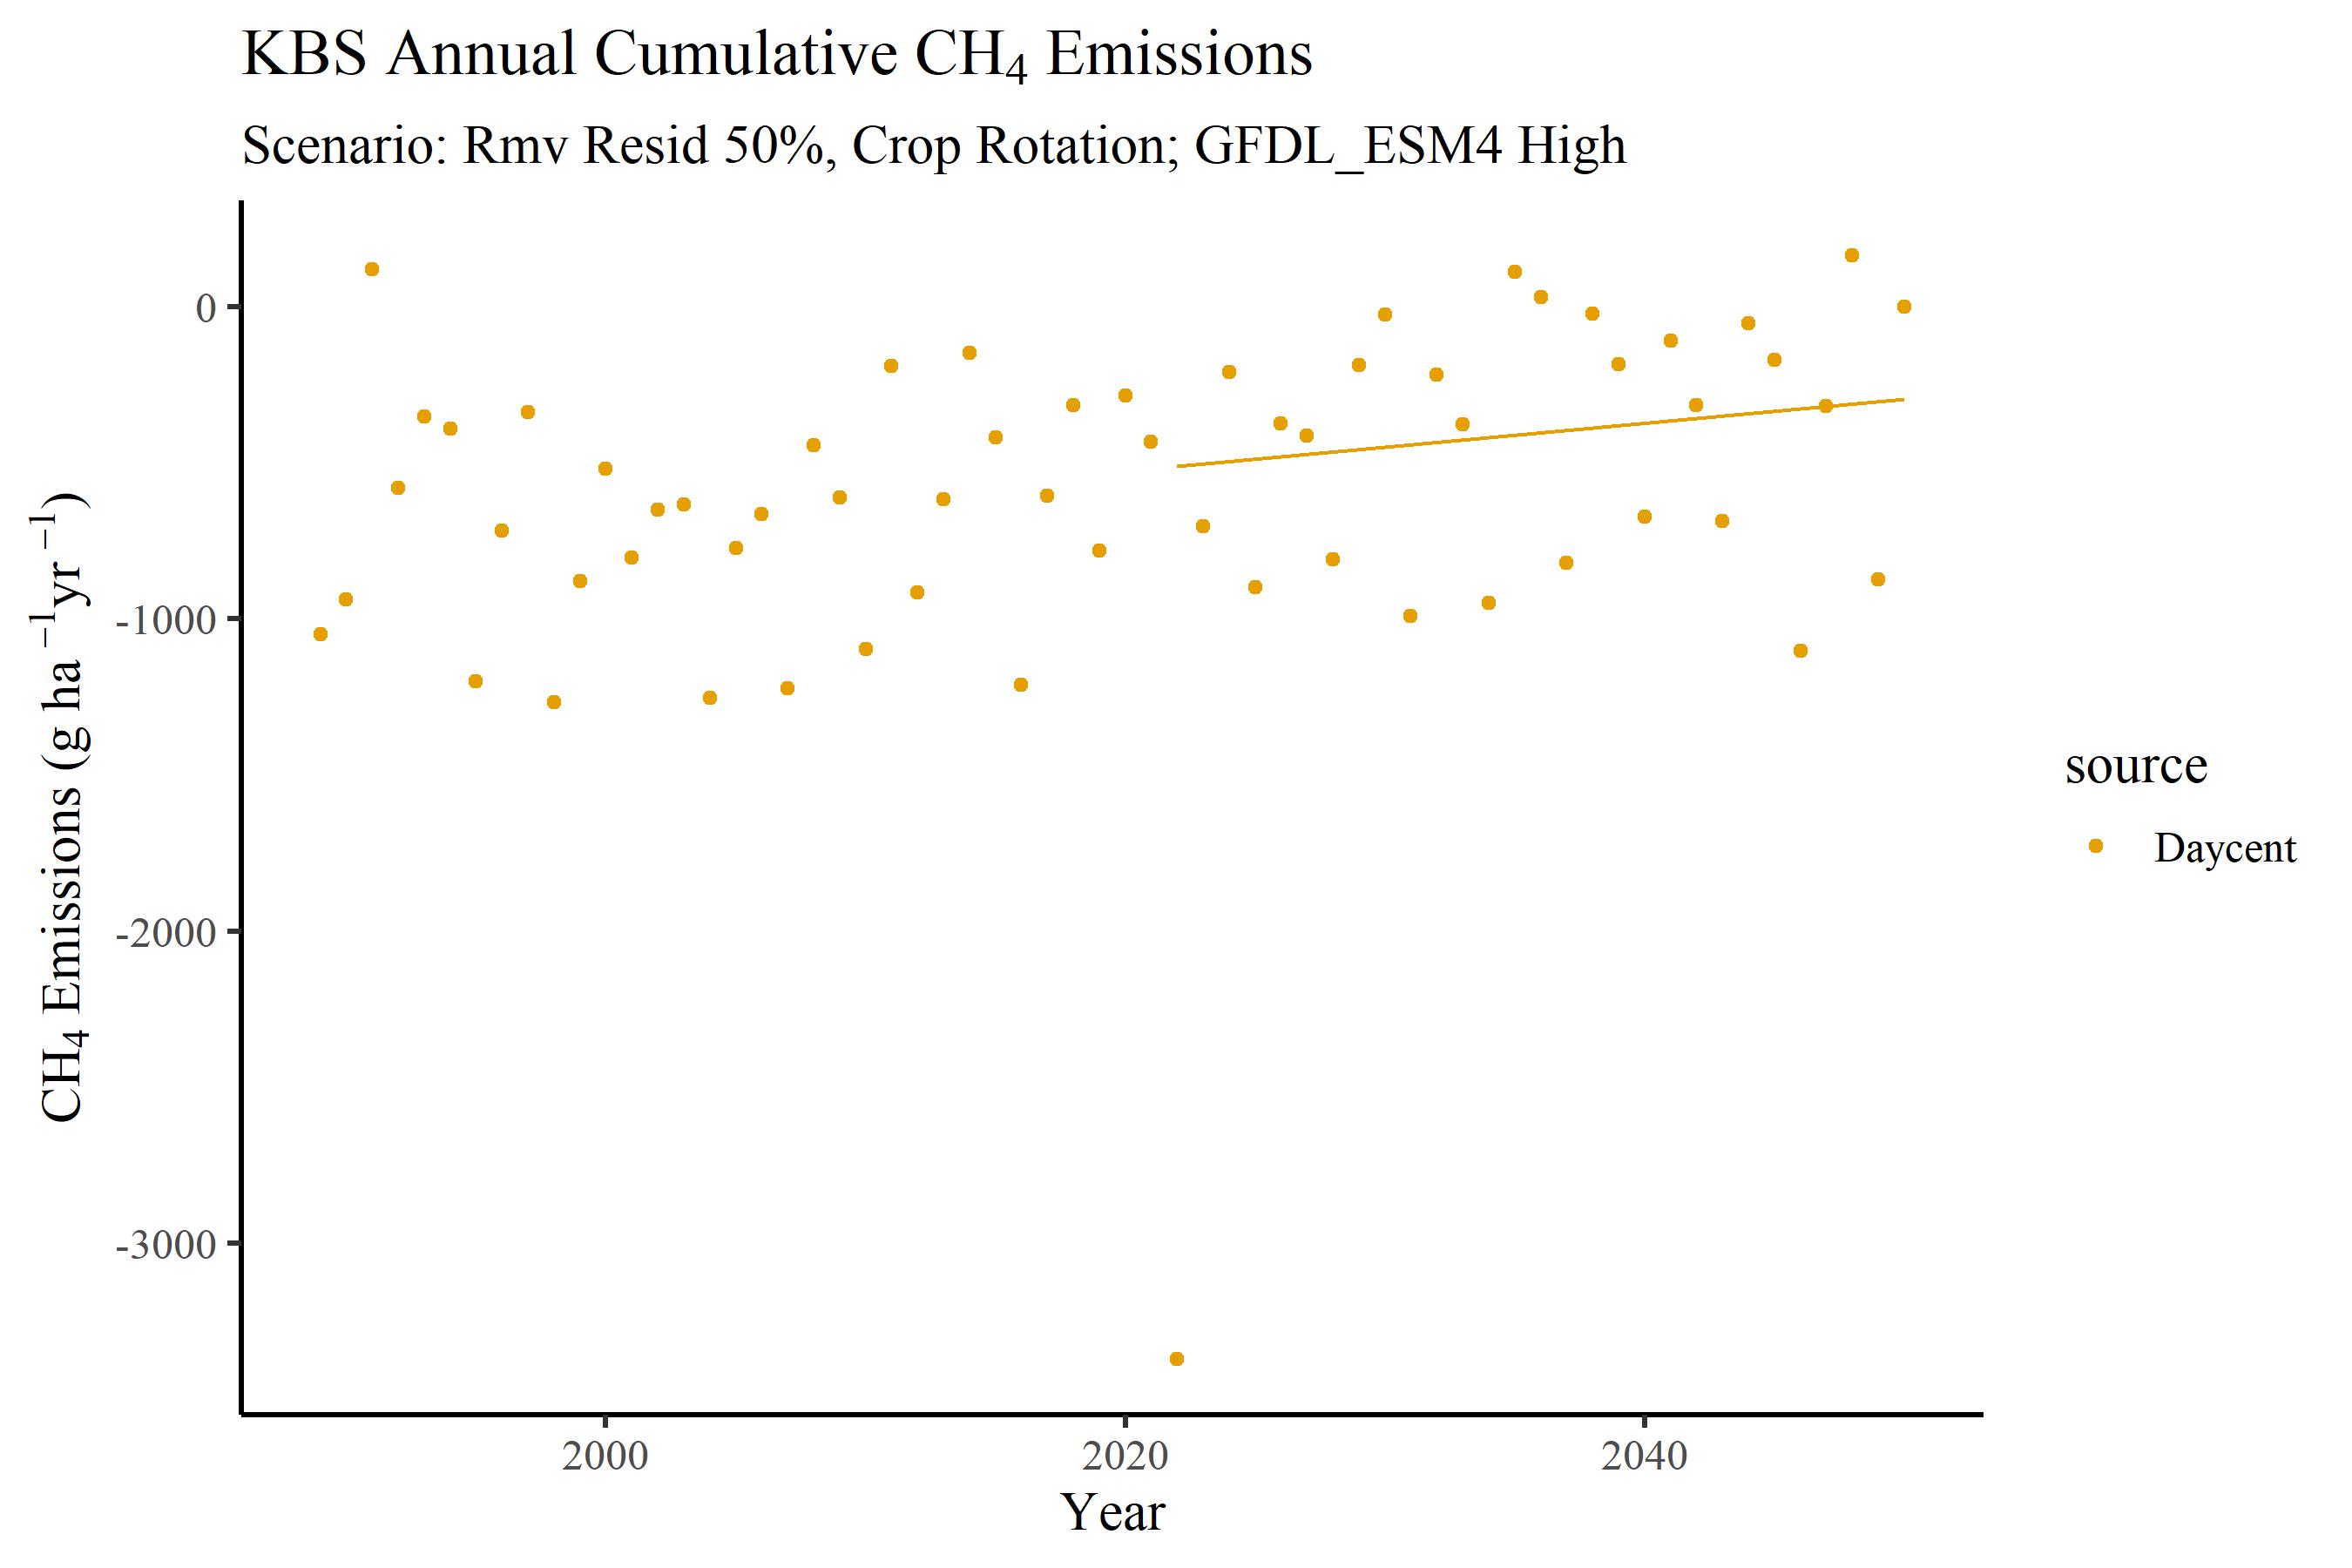 KBS Annual Cumulative CH₄ Emissions
Scenario: Rmv Resid 50%, Crop Rotation; GFDL_ESM4 High
CH₄ Emissions (g ha ⁻¹yr ⁻¹)
0
-1000
-2000
-3000
2000 2020 2040
Year
source
Daycent